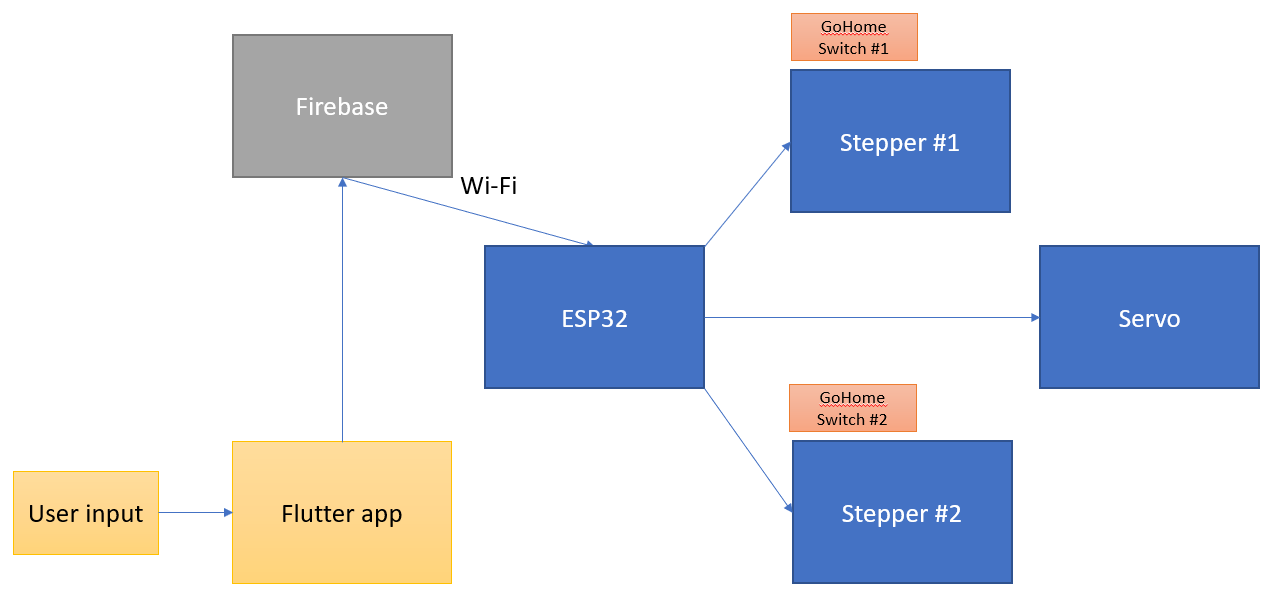 GoHome
Switch #1
Firebase
Stepper #1
Wi-Fi
ESP32
Servo
GoHome
Switch #2
User input
Flutter app
Stepper #2